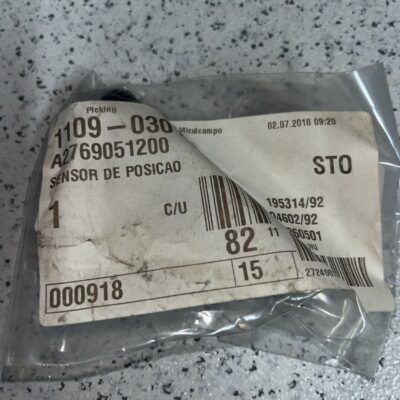 Picking
1109-030 Miralcampo 02.07.2018 09:20
A2769051200
SENSOR DE POSICAO STO
1 C/U 195314/92
82 11
15
000918